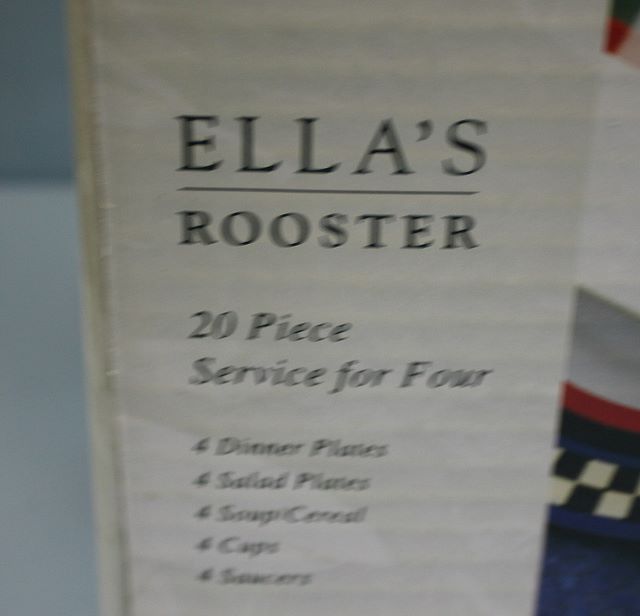 ELLA'S
ROOSTER
20 Piece
Service for Four
4 Dinner Plates
4 Salad Plates
4 Soup/Cereal
4 Cups
4 Saucers